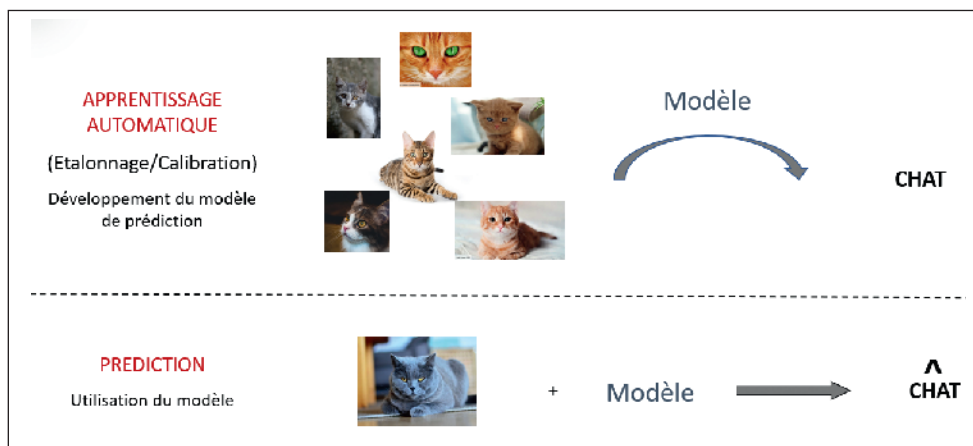 APPRENTISSAGE
AUTOMATIQUE
(Etalonnage/Calibration)
Développement du modèle
de prédiction
Modèle
CHAT
PREDICTION
Utilisation du modèle
+
Modèle
^
CHAT